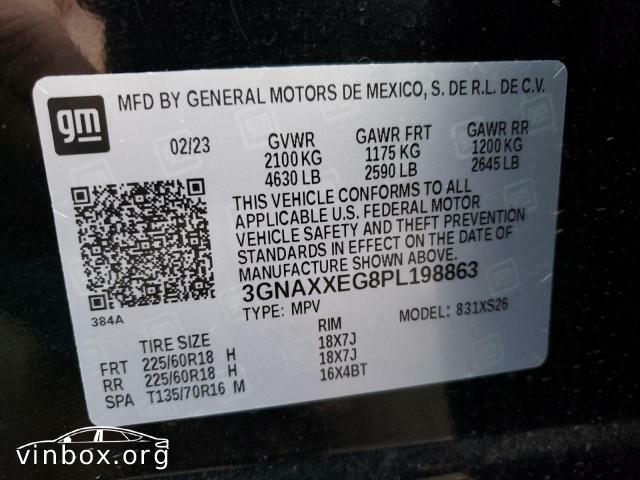 gm
MFD BY GENERAL MOTORS DE MEXICO, S. DE R.L. DE C.V.
02/23 GVWR GAWR FRT GAWR RR
2100 KG 1175 KG 1200 KG
4630 LB 2590 LB 2645 LB
THIS VEHICLE CONFORMS TO ALL
APPLICABLE U.S. FEDERAL MOTOR
VEHICLE SAFETY AND THEFT PREVENTION
STANDARDS IN EFFECT ON THE DATE OF
MANUFACTURE SHOWN ABOVE.
3GNAXXEG8PL198863
384A
TYPE: MPV MODEL: 831XS26
TIRE SIZE RIM
FRT 225/60R18 H 18X7J
RR 225/60R18 H 18X7J
SPA T135/70R16 M 16X4BT
vinbox.org